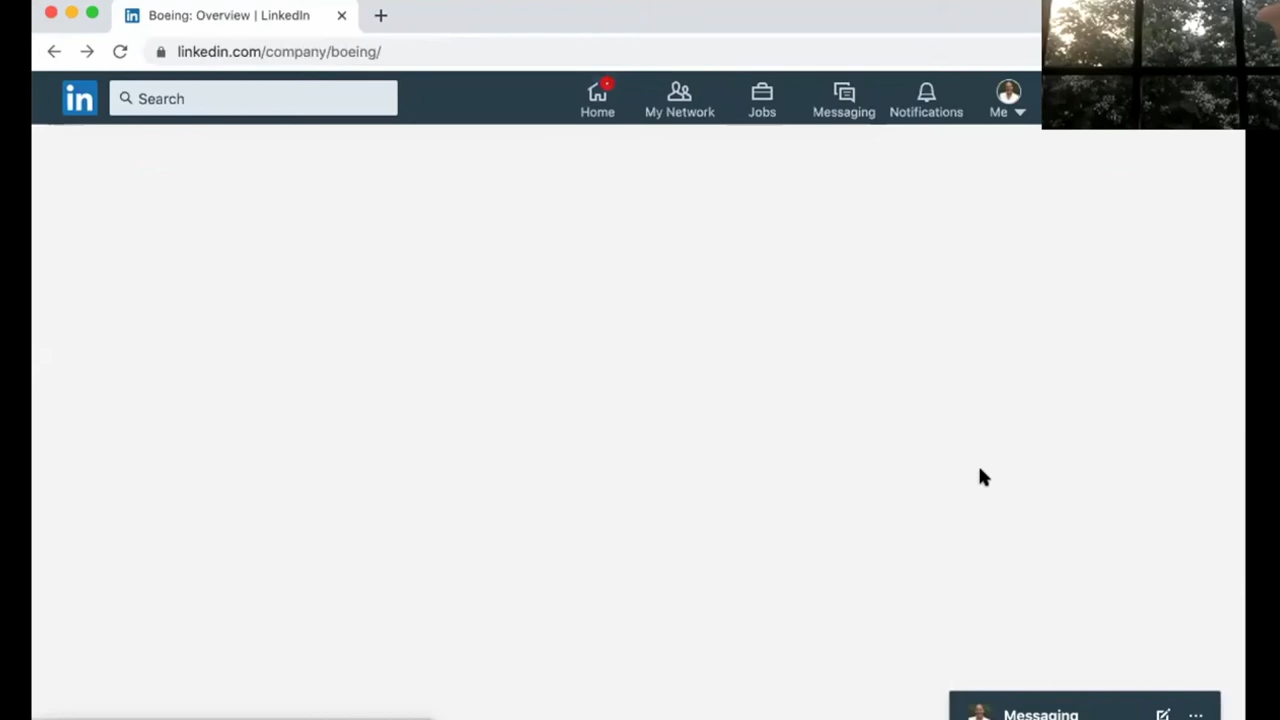 Boeing: Overview | LinkedIn
linkedin.com/company/boeing/
in
Search
Home
My Network
Jobs
Messaging
Notifications
Me
Messaging